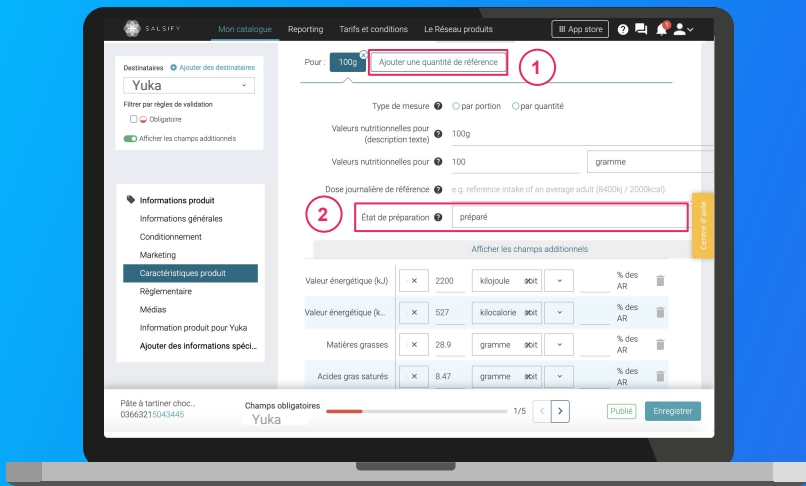 SALSIFY Mon catalogue Reporting Tarifs et conditions Le Réseau produits App store
Destinataires Ajouter des destinataires
Yuka
Filtrer par règles de validation
Obligatoire
Afficher les champs additionnels
Informations produit
Informations générales
Conditionnement
Marketing
Caractéristiques produit
Règlementaire
Médias
Information produit pour Yuka
Ajouter des informations spéci...
Pour : 100g Ajouter une quantité de référence 1
Type de mesure par portion par quantité
Valeurs nutritionnelles pour
(description texte) 100g
Valeurs nutritionnelles pour 100 gramme
Dose journalière de référence e.g. reference intake of an average adult (8400kj / 2000kcal).
2 État de préparation préparé
Centre d'aide
Afficher les champs additionnels
Valeur énergétique (kJ) × 2200 kilojoule soit % des
AR
Valeur énergétique (k... × 527 kilocalorie soit % des
AR
Matières grasses × 28.9 gramme soit % des
AR
Acides gras saturés × 8.47 gramme soit % des
AR
Pâte à tartiner choc...
03663215043445
Champs obligatoires
Yuka
1/5 < > Publié Enregistrer